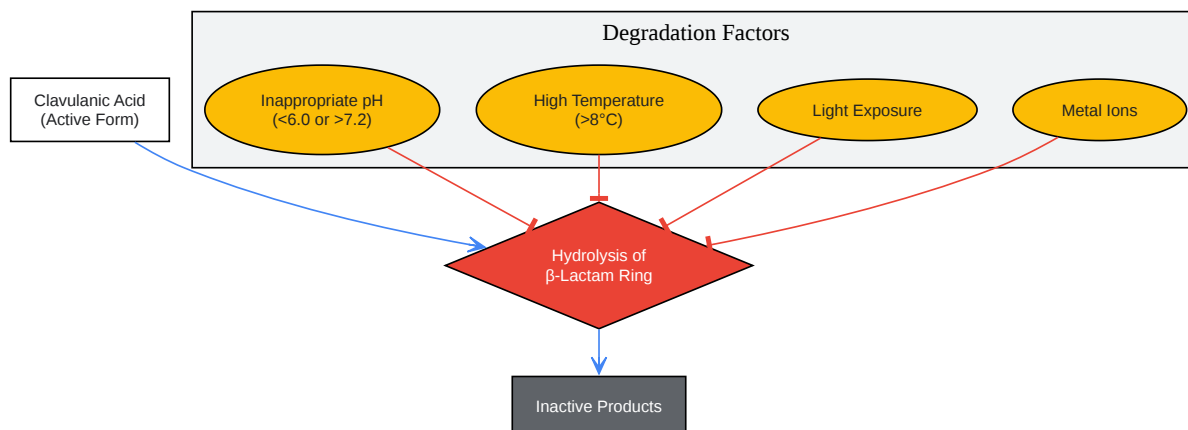 Degradation Factors
Clavulanic Acid
(Active Form)
Inappropriate pH
(<6.0 or >7.2)
High Temperature
(>8°C)
Light Exposure
Metal Ions
Hydrolysis of
β-Lactam Ring
Inactive Products